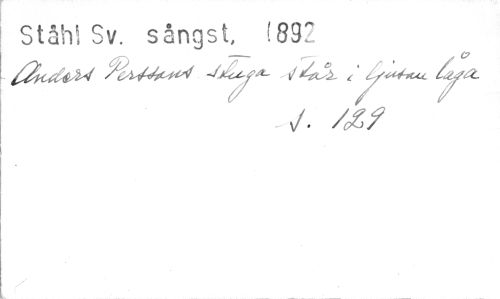 Ståhl Sv. sångst, 1892
Anders Perssons stuga står i ljusan låga
s. 129